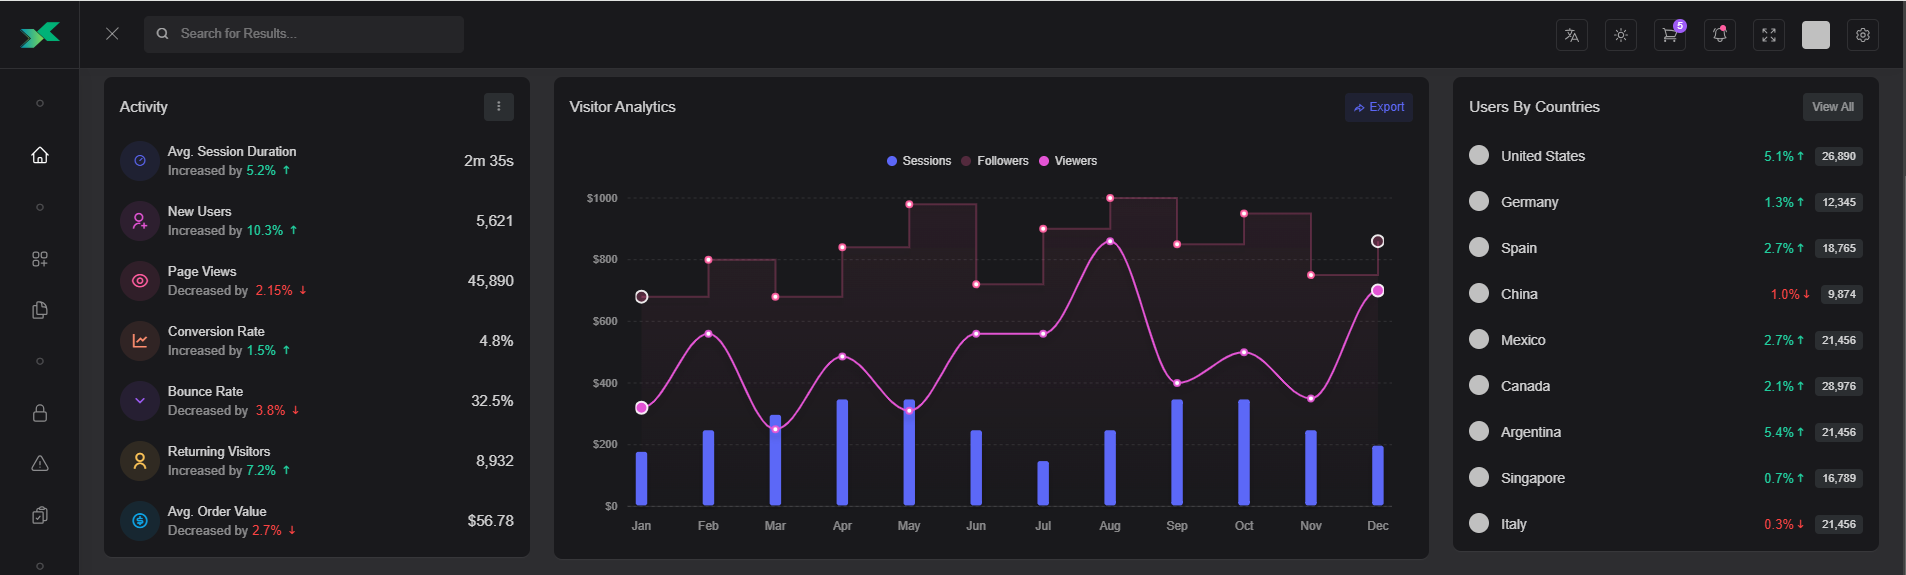 Search for Results...
5
Activity
Avg. Session Duration
Increased by 5.2% ↑
2m 35s
New Users
Increased by 10.3% ↑
5,621
Page Views
Decreased by 2.15% ↓
45,890
Conversion Rate
Increased by 1.5% ↑
4.8%
Bounce Rate
Decreased by 3.8% ↓
32.5%
Returning Visitors
Increased by 7.2% ↑
8,932
Avg. Order Value
Decreased by 2.7% ↓
$56.78
Visitor Analytics
Export
Sessions Followers Viewers
$1000
$800
$600
$400
$200
$0
Jan Feb Mar Apr May Jun Jul Aug Sep Oct Nov Dec
Users By Countries
View All
United States 5.1% ↑ 26,890
Germany 1.3% ↑ 12,345
Spain 2.7% ↑ 18,765
China 1.0% ↓ 9,874
Mexico 2.7% ↑ 21,456
Canada 2.1% ↑ 28,976
Argentina 5.4% ↑ 21,456
Singapore 0.7% ↑ 16,789
Italy 0.3% ↓ 21,456